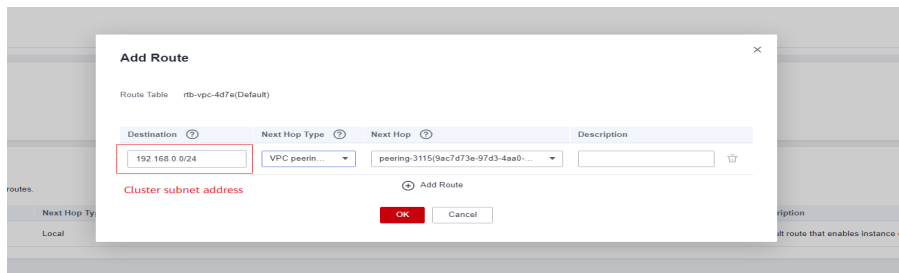 Add Route
×
Route Table rtb-vpc-4d7e(Default)
Destination ? Next Hop Type ? Next Hop ? Description
192.168.0.0/24 VPC peerin... peering-3115(9ac7d73e-97d3-4aa0-...
Cluster subnet address
Add Route
OK Cancel
routes.
Next Hop Ty
ription
Local
ult route that enables instance